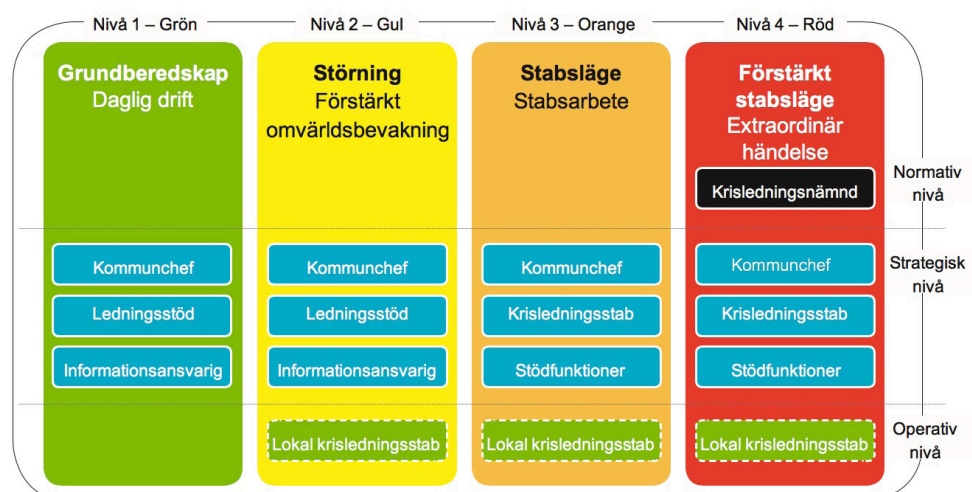 Nivå 1 – Grön
Nivå 2 – Gul
Nivå 3 – Orange
Nivå 4 – Röd
Grundberedskap
Daglig drift
Störning
Förstärkt
omvärldsbevakning
Stabsläge
Stabsarbete
Förstärkt
stabsläge
Extraordinär
händelse
Krisledningsnämnd
Normativ
nivå
Kommunchef
Kommunchef
Kommunchef
Kommunchef
Strategisk
nivå
Ledningsstöd
Ledningsstöd
Krisledningsstab
Krisledningsstab
Informationsansvarig
Informationsansvarig
Stödfunktioner
Stödfunktioner
Lokal krisledningsstab
Lokal krisledningsstab
Lokal krisledningsstab
Operativ
nivå